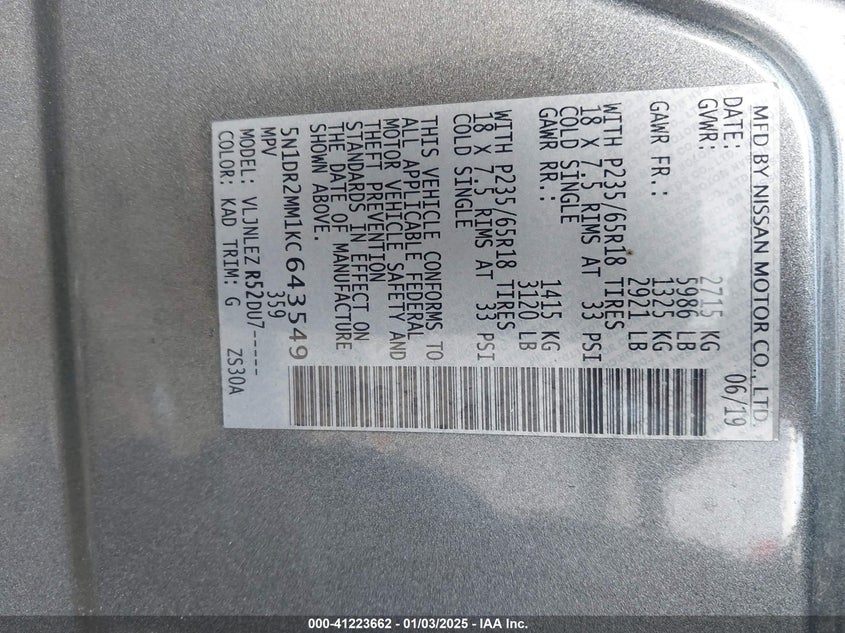 MFD BY NISSAN MOTOR CO., LTD.
DATE: 06/19
GVWR: 2715 KG
5986 LB
GAWR FR.: 1325 KG
2921 LB
WITH P235/65R18 TIRES
18 X 7.5 RIMS AT 33 PSI
COLD SINGLE
GAWR RR.: 1415 KG
3120 LB
WITH P235/65R18 TIRES
18 X 7.5 RIMS AT 33 PSI
COLD SINGLE
THIS VEHICLE CONFORMS TO
ALL APPLICABLE FEDERAL
MOTOR VEHICLE SAFETY AND
THEFT PREVENTION
STANDARDS IN EFFECT ON
THE DATE OF MANUFACTURE
SHOWN ABOVE.
5N1DR2MM1KC643549
MPV 359
MODEL: VLJNLEZ R52DU7-----
COLOR: KAD TRIM: G ZS30A
000-41223662 - 01/03/2025 - IAA Inc.